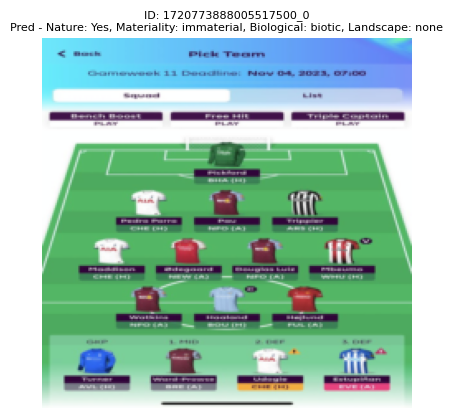 ID: 1720773888005517500_0
Pred - Nature: Yes, Materiality: immaterial, Biological: biotic, Landscape: none
Back
Pick Team
Gameweek 11 Deadline: Nov 04, 2023, 07:00
Squad List
Bench Boost Free Hit Triple Captain
PLAY PLAY PLAY
Pickford
BHA (H)
Pedro Porro Pau Trippier
CHE (H) NFO (A) ARS (H)
Maddison Ødegaard Douglas Luiz Mbeumo
CHE (H) NEW (A) NFO (A) WHU (H)
Watkins Haaland Højlund
NFO (A) BOU (H) FUL (A)
GKP 1. MID 2. DEF 3. DEF
Turner Ward-Prowse Udogie Estupiñan
AVL (H) BRE (A) CHE (H) EVE (A)